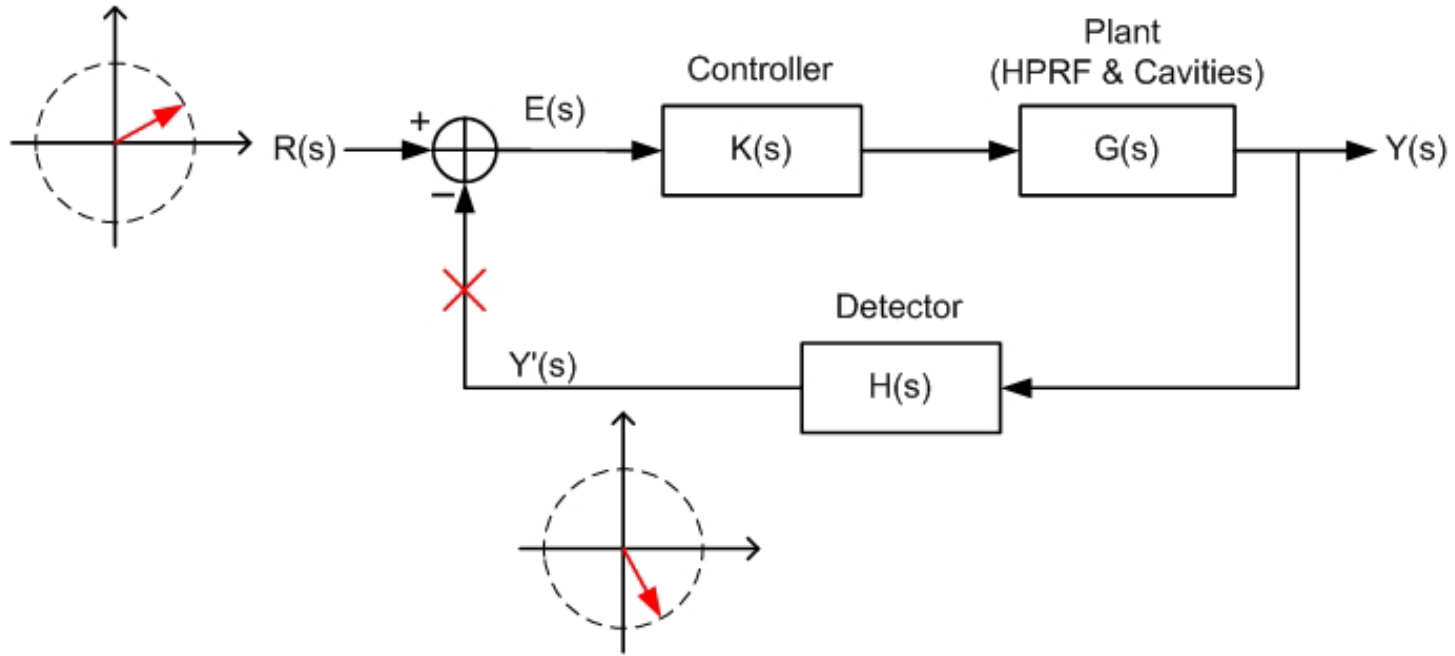 Plant
(HPRF & Cavities)
Controller
E(s)
+
R(s)
K(s)
G(s)
Y(s)
−
Detector
Y'(s)
H(s)